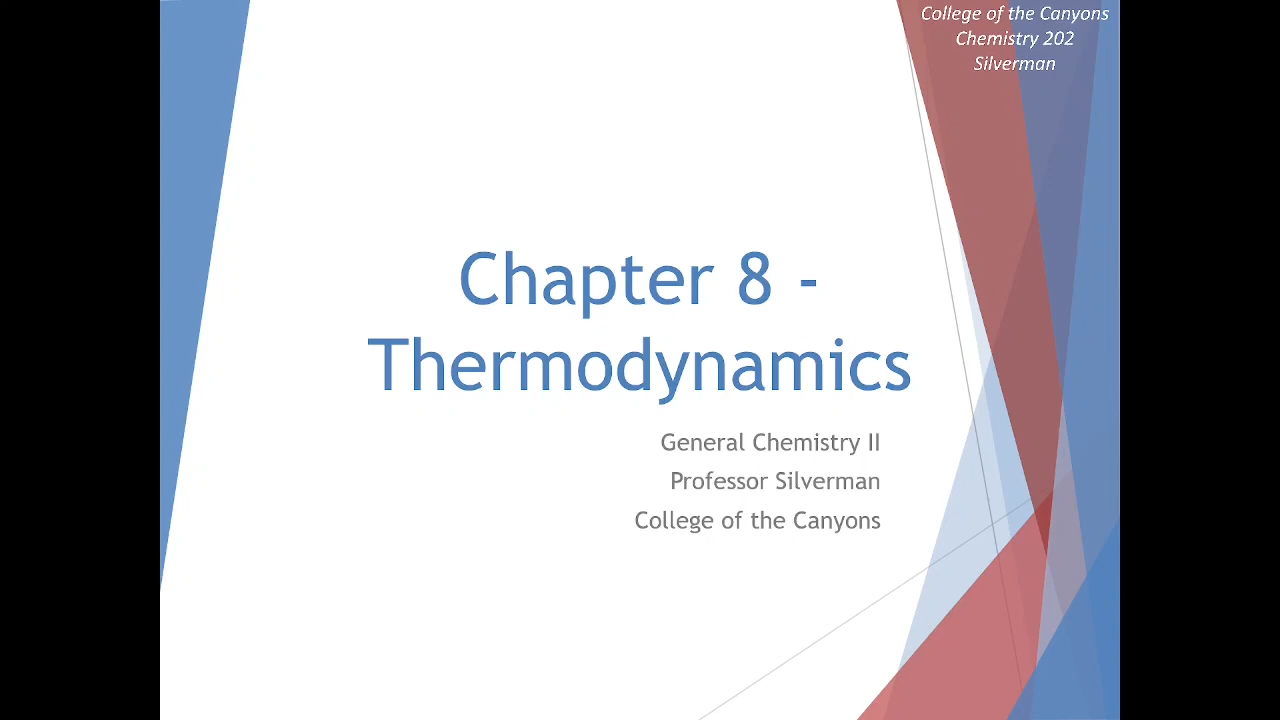 College of the Canyons
Chemistry 202
Silverman
Chapter 8 -
Thermodynamics
General Chemistry II
Professor Silverman
College of the Canyons